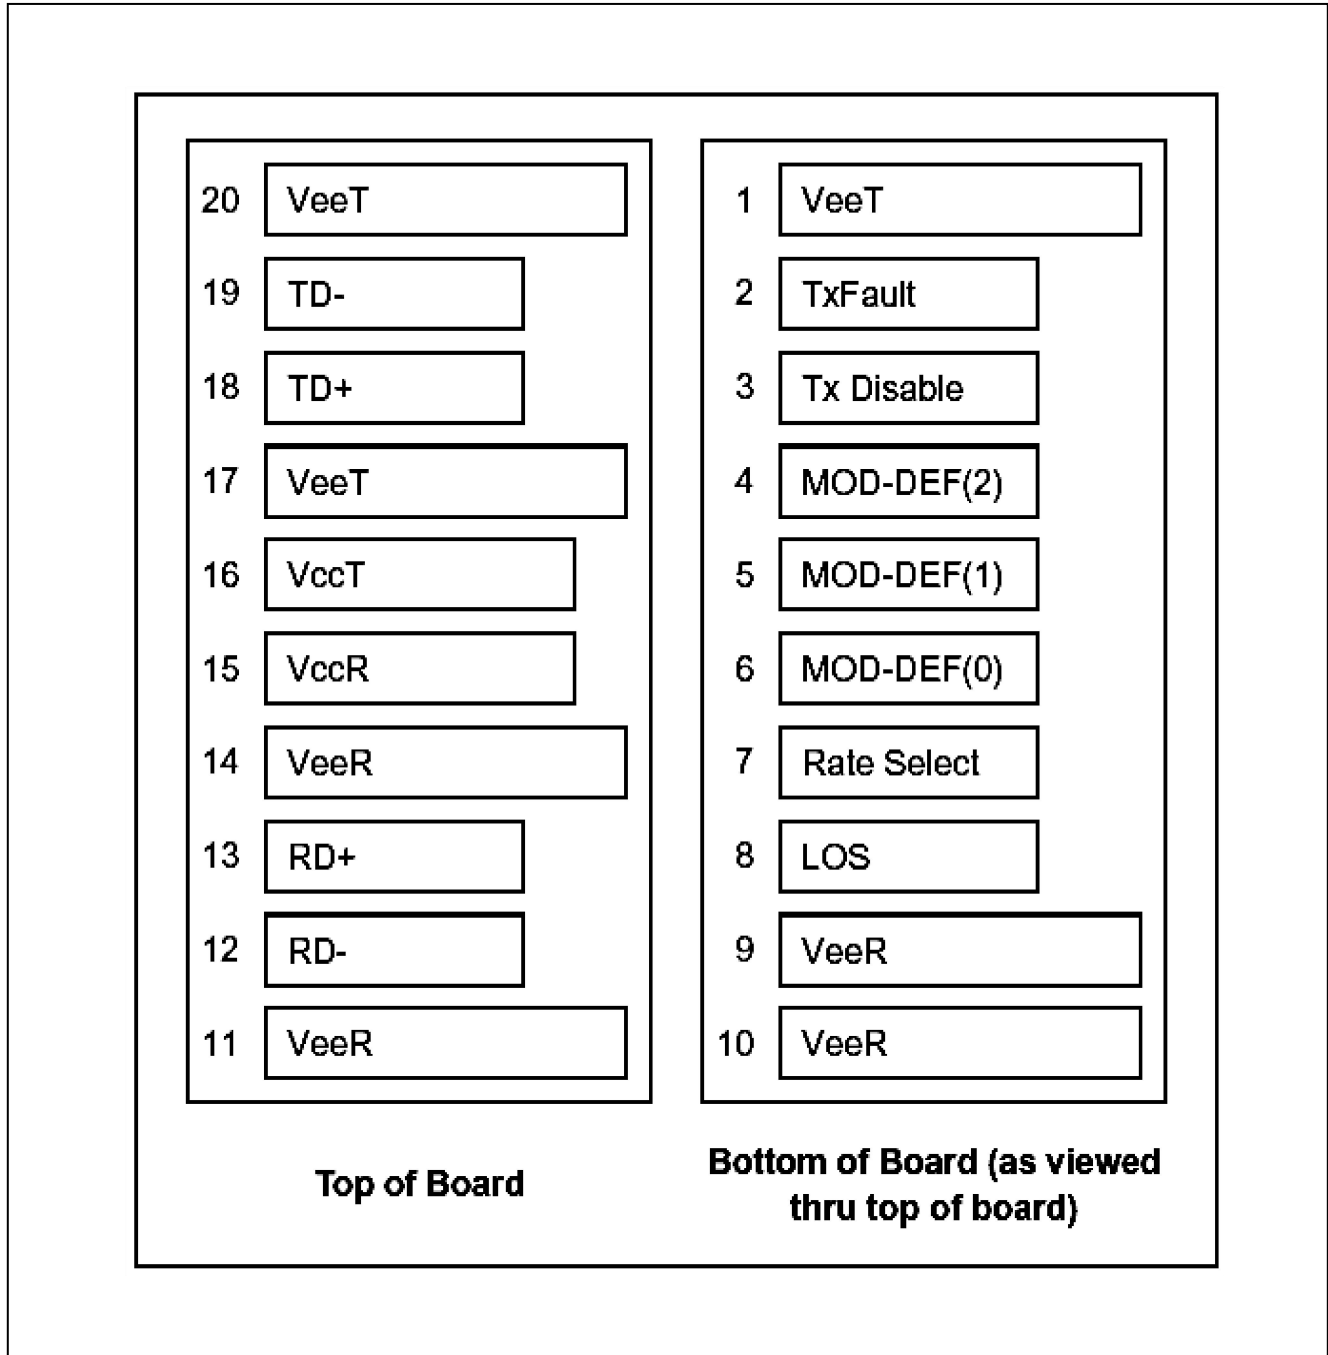 20 VeeT
19 TD-
18 TD+
17 VeeT
16 VccT
15 VccR
14 VeeR
13 RD+
12 RD-
11 VeeR
Top of Board
1 VeeT
2 TxFault
3 Tx Disable
4 MOD-DEF(2)
5 MOD-DEF(1)
6 MOD-DEF(0)
7 Rate Select
8 LOS
9 VeeR
10 VeeR
Bottom of Board (as viewed
thru top of board)